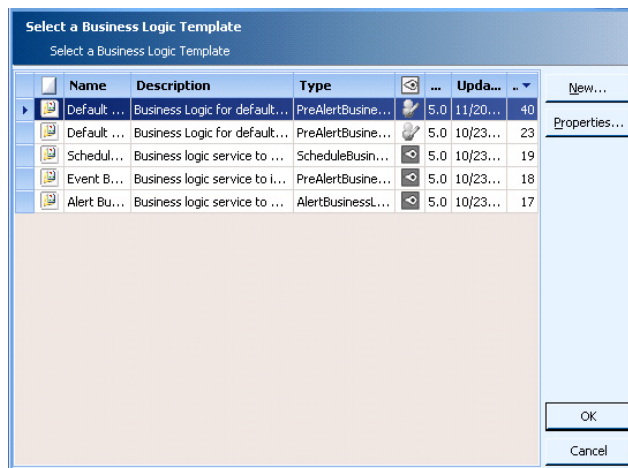 Select a Business Logic Template
Select a Business Logic Template
Name Description Type ... Upda... ..
New...
Default ... Business Logic for default... PreAlertBusine... 5.0 11/20... 40
Properties...
Default ... Business Logic for default... PreAlertBusine... 5.0 10/23... 23
Schedul... Business logic service to ... ScheduleBusin... 5.0 10/23... 19
Event B... Business logic service to i... PreAlertBusine... 5.0 10/23... 18
Alert Bu... Business logic service to ... AlertBusinessL... 5.0 10/23... 17
OK
Cancel